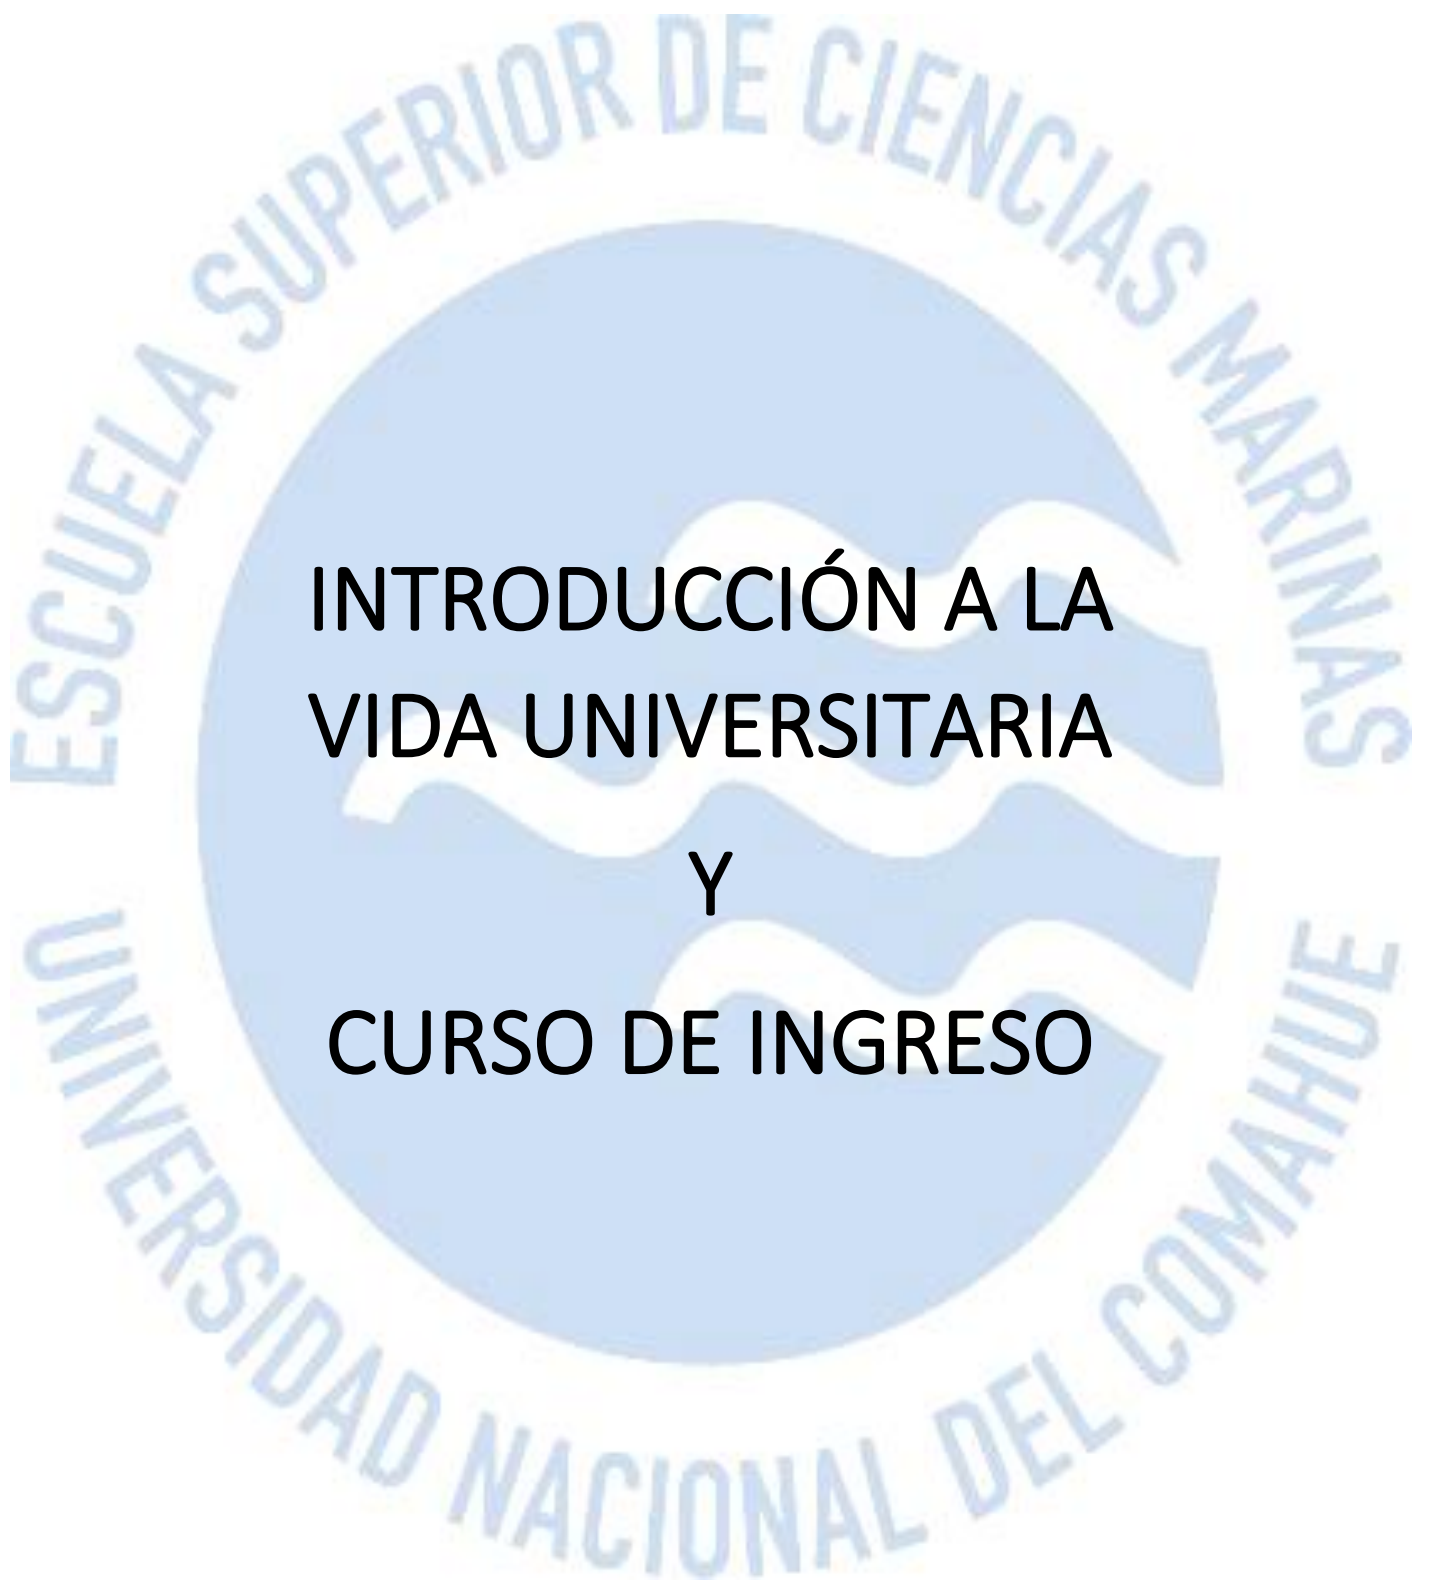 ESCUELA SUPERIOR DE CIENCIAS MARINAS
INTRODUCCIÓN A LA
VIDA UNIVERSITARIA
Y
CURSO DE INGRESO
UNIVERSIDAD NACIONAL DEL COMAHUE